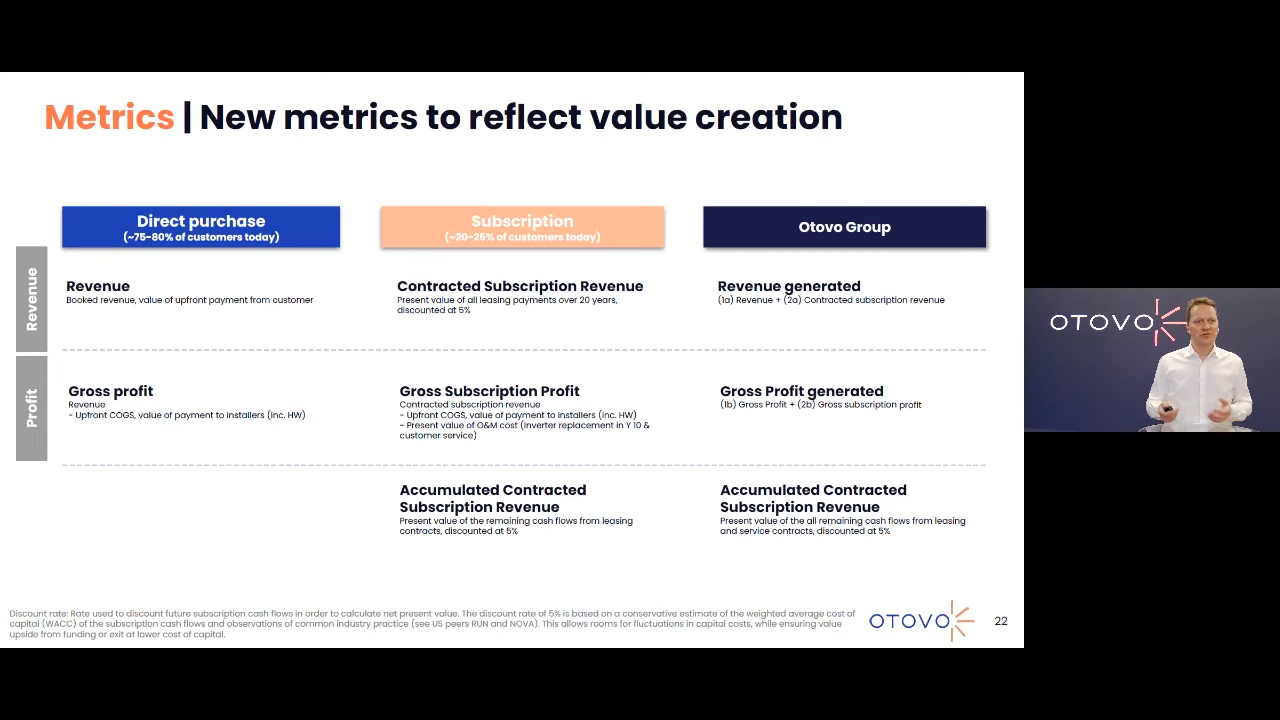 Metrics | New metrics to reflect value creation
Direct purchase
(~75-80% of customers today)
Subscription
(~20-25% of customers today)
Otovo Group
Revenue
Revenue
Booked revenue, value of upfront payment from customer
Contracted Subscription Revenue
Present value of all leasing payments over 20 years,
discounted at 5%
Revenue generated
(1a) Revenue + (2a) Contracted subscription revenue
Profit
Gross profit
Revenue
- Upfront COGS, value of payment to installers (inc. HW)
Gross Subscription Profit
Contracted subscription revenue
- Upfront COGS, value of payment to installers (inc. HW)
- Present value of O&M cost (inverter replacement in Y 10 &
customer service)
Gross Profit generated
(1b) Gross Profit + (2b) Gross subscription profit
Accumulated Contracted
Subscription Revenue
Present value of the remaining cash flows from leasing
contracts, discounted at 5%
Accumulated Contracted
Subscription Revenue
Present value of the all remaining cash flows from leasing
and service contracts, discounted at 5%
Discount rate: Rate used to discount future subscription cash flows in order to calculate net present value. The discount rate of 5% is based on a conservative estimate of the weighted average cost of
capital (WACC) of the subscription cash flows and observations of common industry practice (see US peers RUN and NOVA). This allows rooms for fluctuations in capital costs, while ensuring value
upside from funding or exit at lower cost of capital.
OTOVO
22
OTOVO